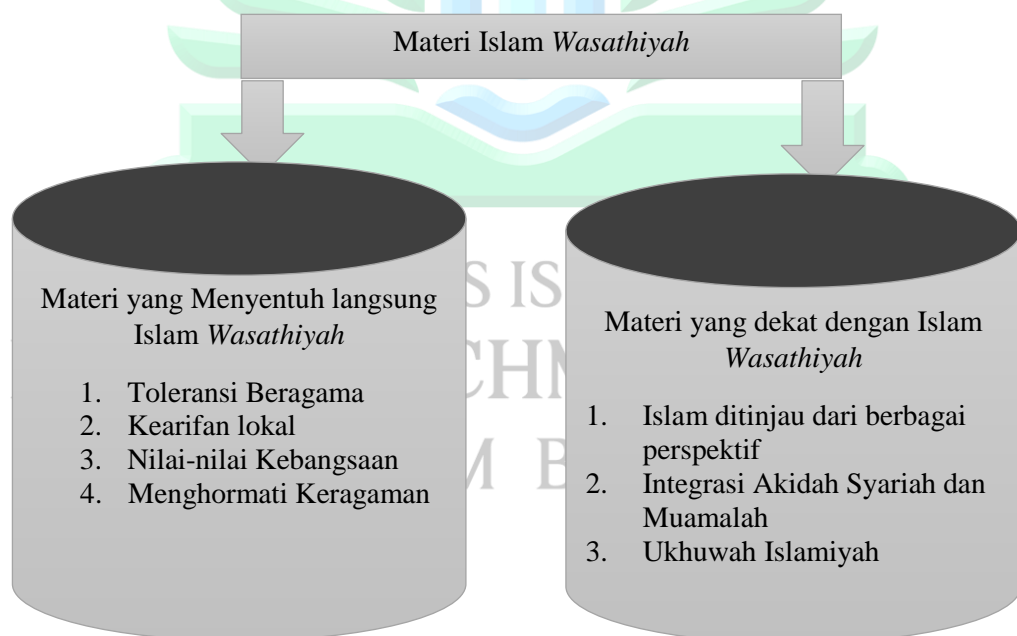 Materi Islam Wasathiyah
Materi yang Menyentuh langsung
Islam Wasathiyah
1. Toleransi Beragama
2. Kearifan lokal
3. Nilai-nilai Kebangsaan
4. Menghormati Keragaman
Materi yang dekat dengan Islam
Wasathiyah
1. Islam ditinjau dari berbagai
perspektif
2. Integrasi Akidah Syariah dan
Muamalah
3. Ukhuwah Islamiyah